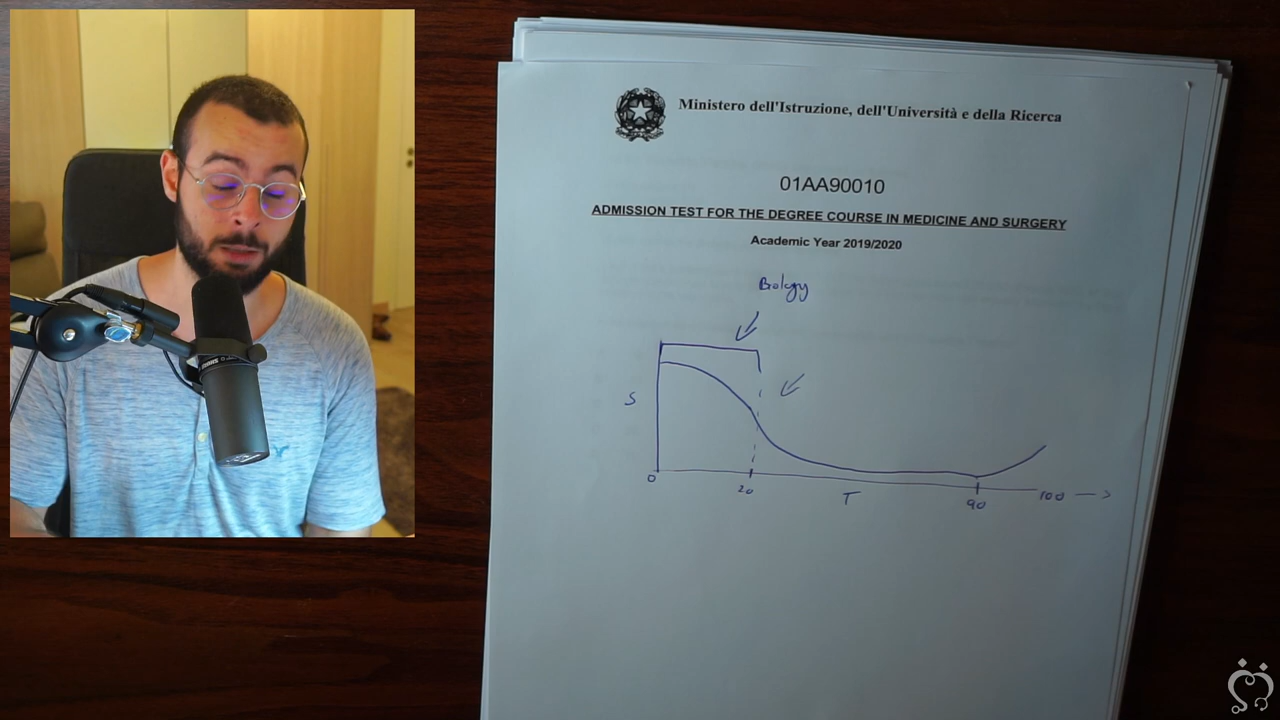 Ministero dell'Istruzione, dell'Università e della Ricerca
01AA90010
ADMISSION TEST FOR THE DEGREE COURSE IN MEDICINE AND SURGERY
Academic Year 2019/2020
Biology
S
0
20
T
90
100